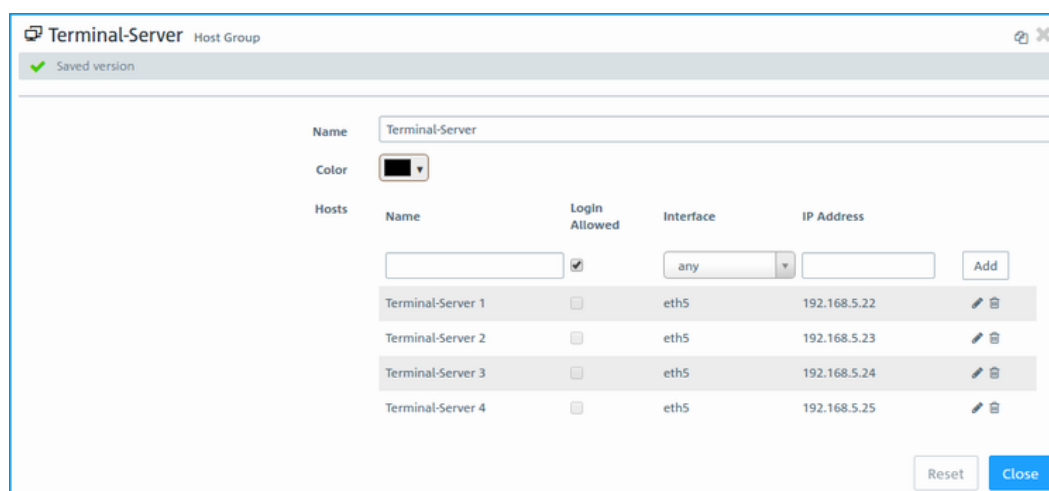 Terminal-Server Host Group
Saved version
Name Terminal-Server
Color
Hosts Name Login Allowed Interface IP Address
any Add
Terminal-Server 1 eth5 192.168.5.22
Terminal-Server 2 eth5 192.168.5.23
Terminal-Server 3 eth5 192.168.5.24
Terminal-Server 4 eth5 192.168.5.25
Reset Close